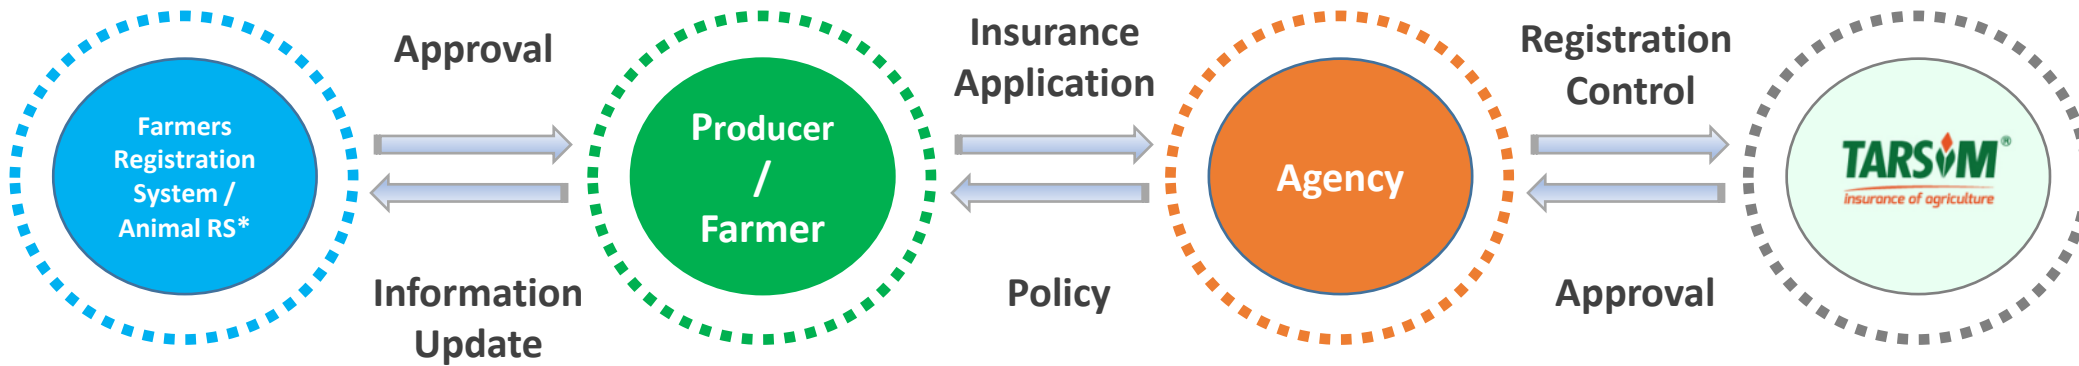 Farmers
Registration
System /
Animal RS*
Approval
Information
Update
Producer
/
Farmer
Insurance
Application
Policy
Agency
Registration
Control
Approval
TARSİM®
insurance of agriculture